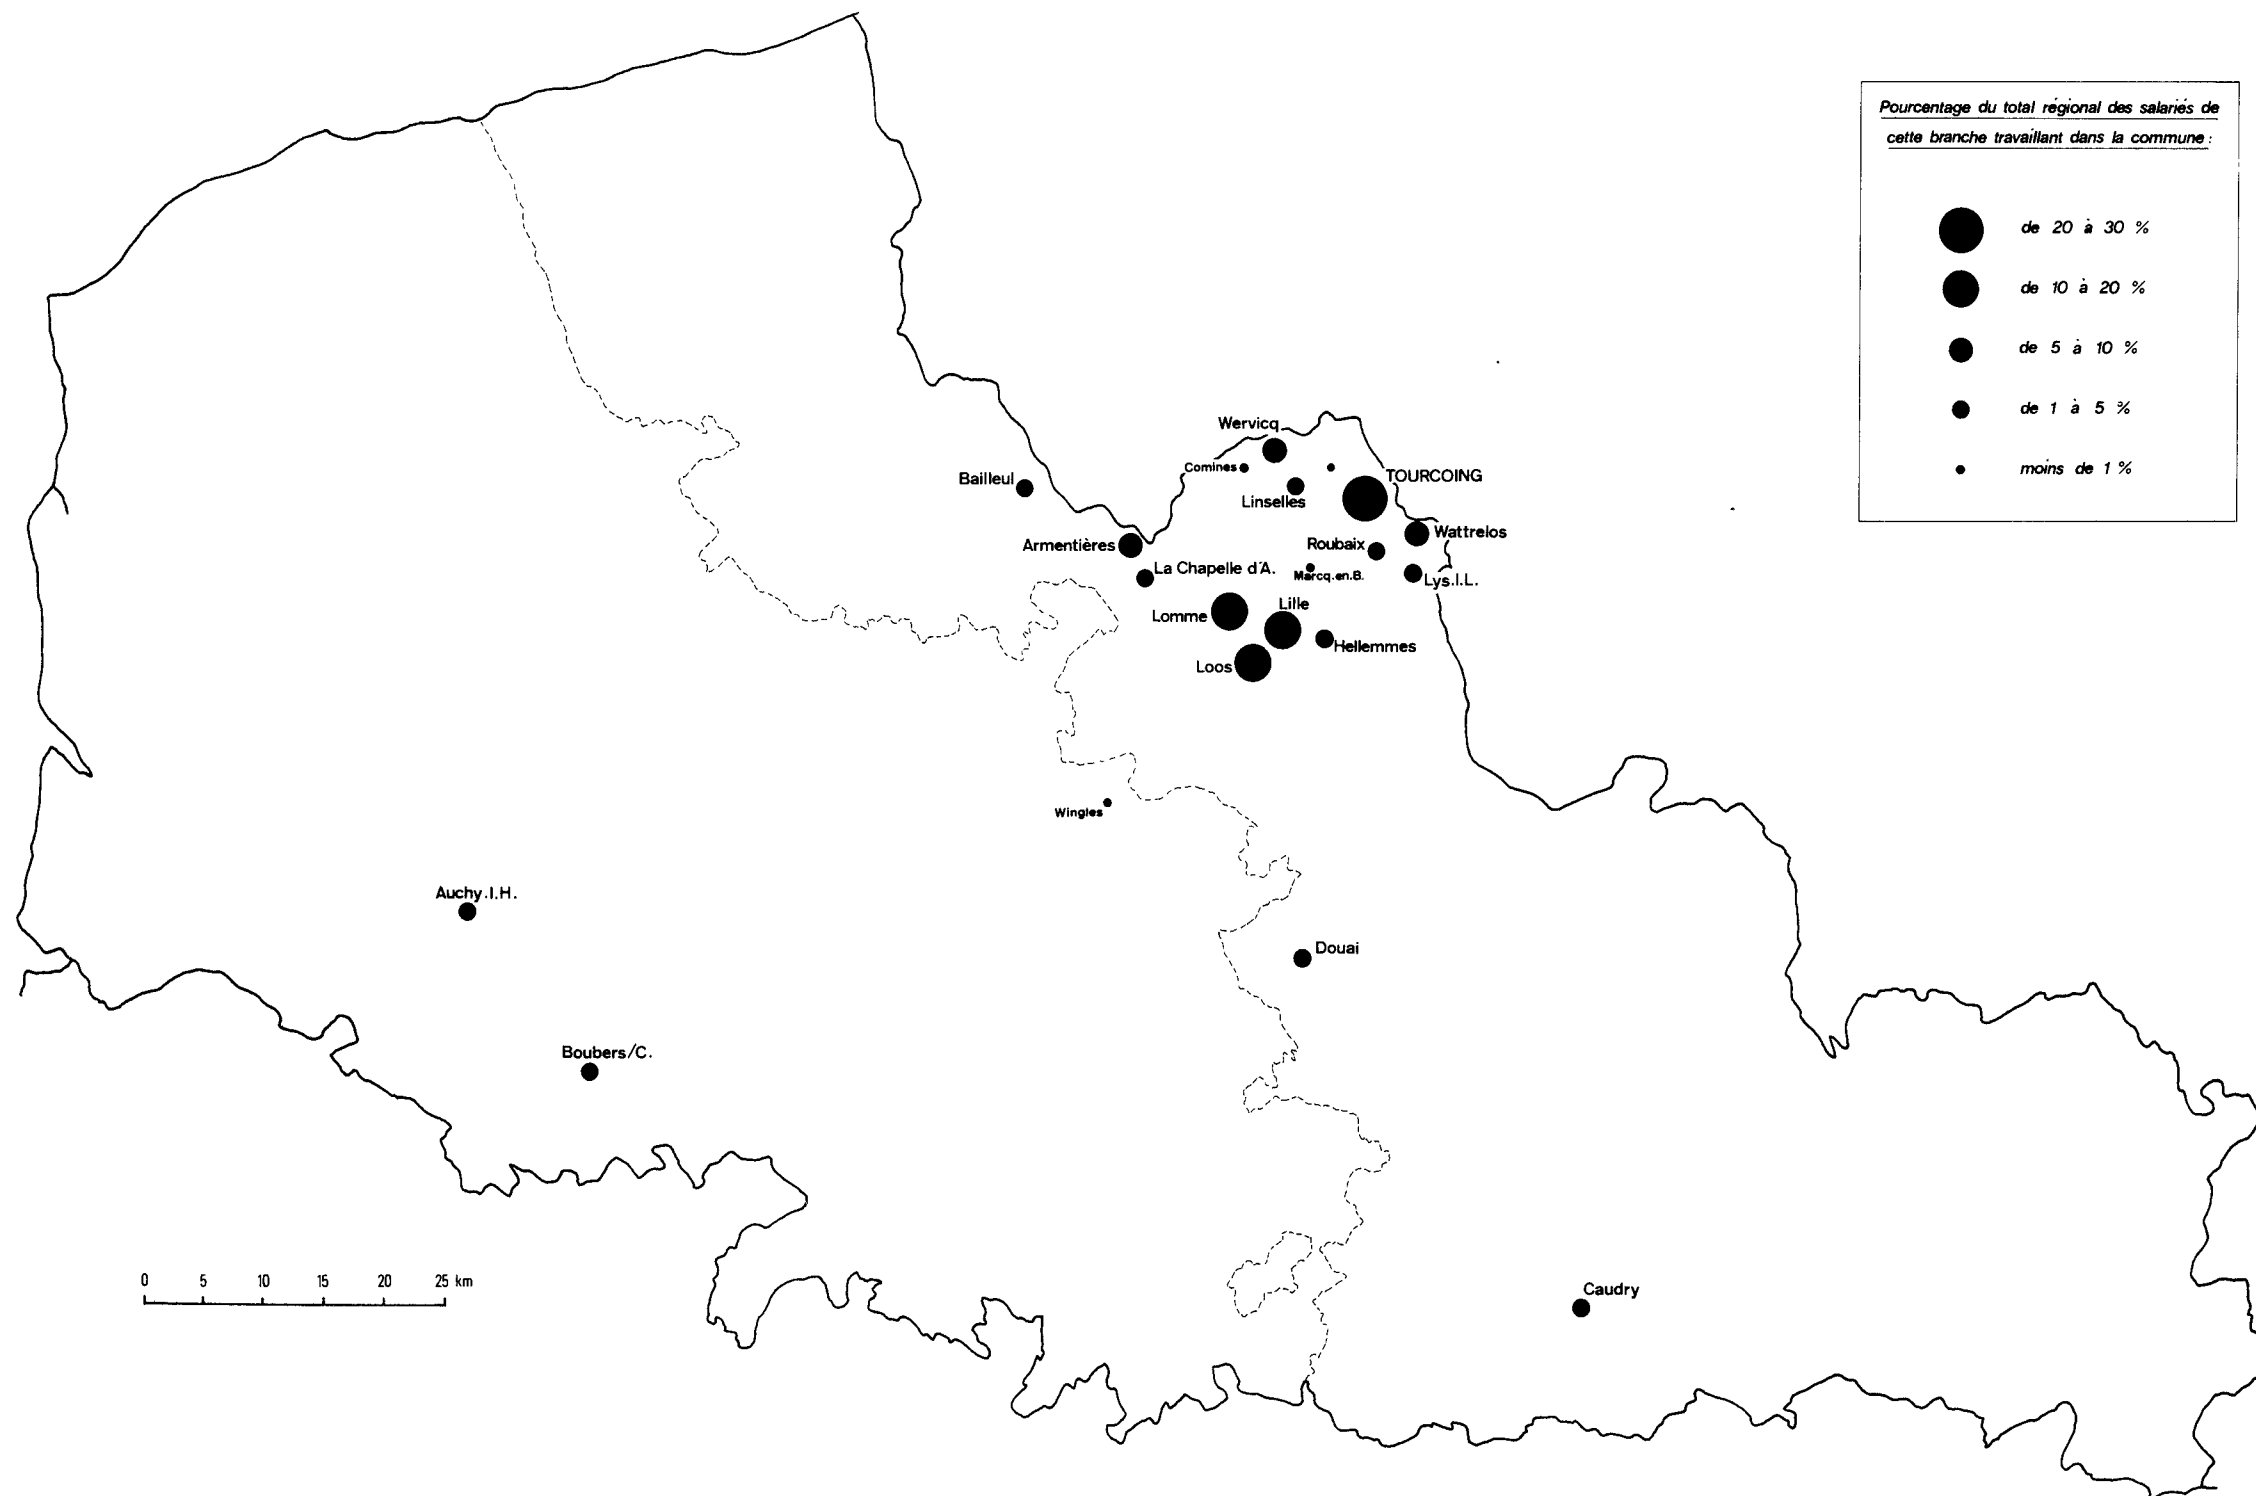 Pourcentage du total régional des salariés de
cette branche travaillant dans la commune :
de 20 à 30 %
de 10 à 20 %
de 5 à 10 %
de 1 à 5 %
moins de 1 %
Wervicq
Comines
TOURCOING
Bailleul
Linselles
Wattrelos
Armentières
Roubaix
La Chapelle d'A.
Marcq.en.B.
Lys.l.L.
Lille
Lomme
Hellemmes
Loos
Wingles
Auchy.l.H.
Douai
Boubers/C.
0 5 10 15 20 25 km
Caudry